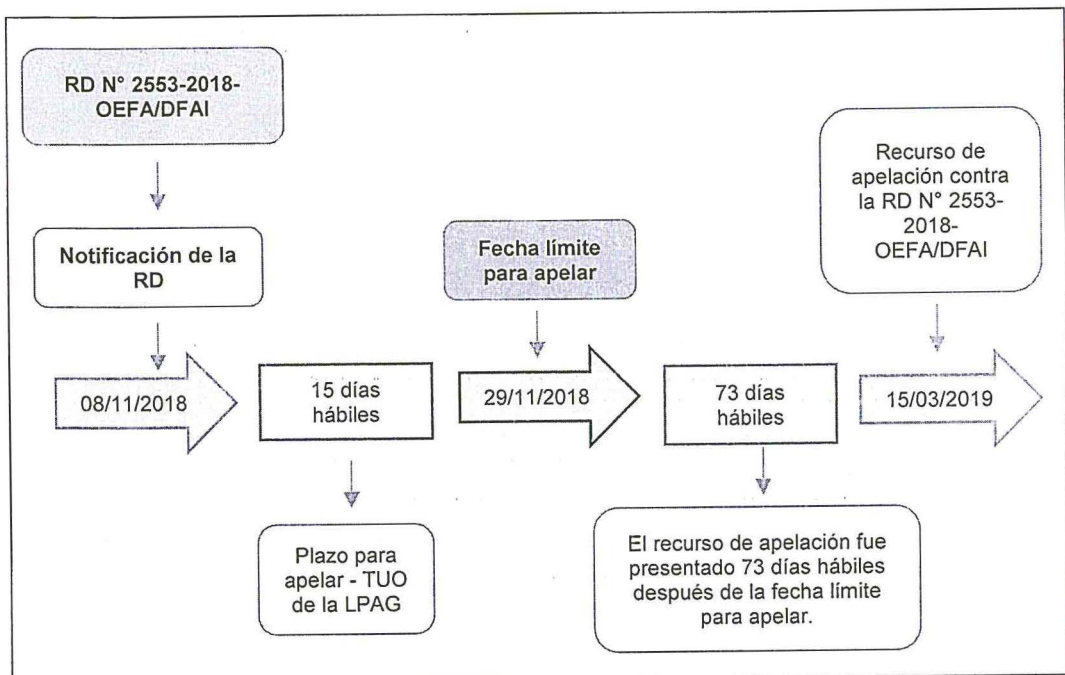 RD N° 2553-2018-
OEFA/DFAI
Notificación de la
RD
Fecha límite
para apelar
Recurso de
apelación contra
la RD N° 2553-
2018-
OEFA/DFAI
08/11/2018
15 días
hábiles
29/11/2018
73 días
hábiles
15/03/2019
Plazo para
apelar - TUO
de la LPAG
El recurso de apelación fue
presentado 73 días hábiles
después de la fecha límite
para apelar.